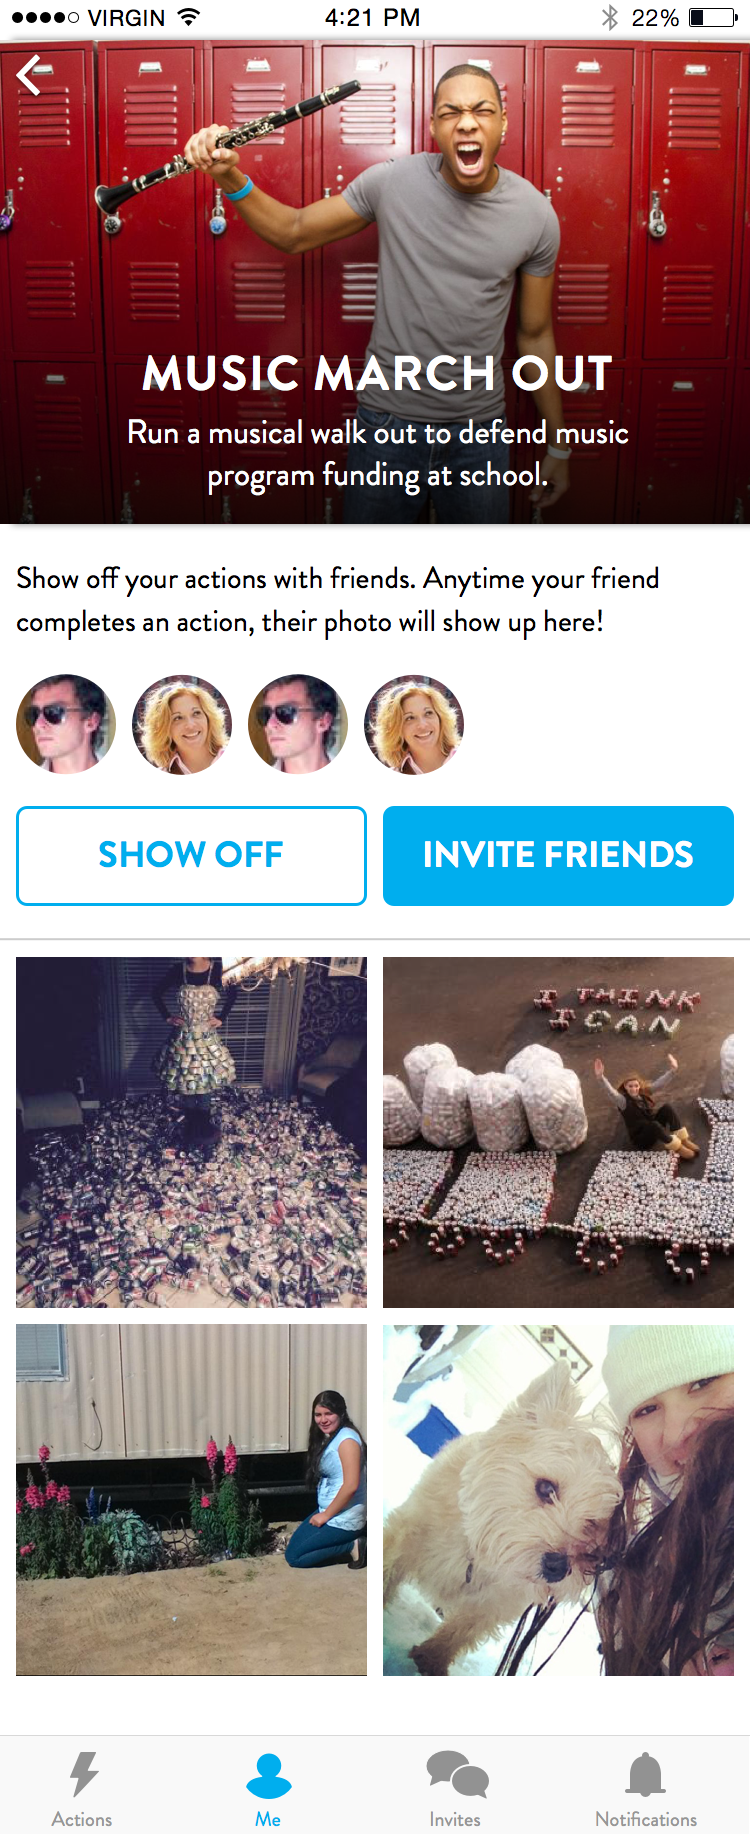 VIRGIN 4:21 PM 22%
MUSIC MARCH OUT
Run a musical walk out to defend music
program funding at school.
Show off your actions with friends. Anytime your friend
completes an action, their photo will show up here!
SHOW OFF INVITE FRIENDS
I THINK
I CAN
Actions Me Invites Notifications